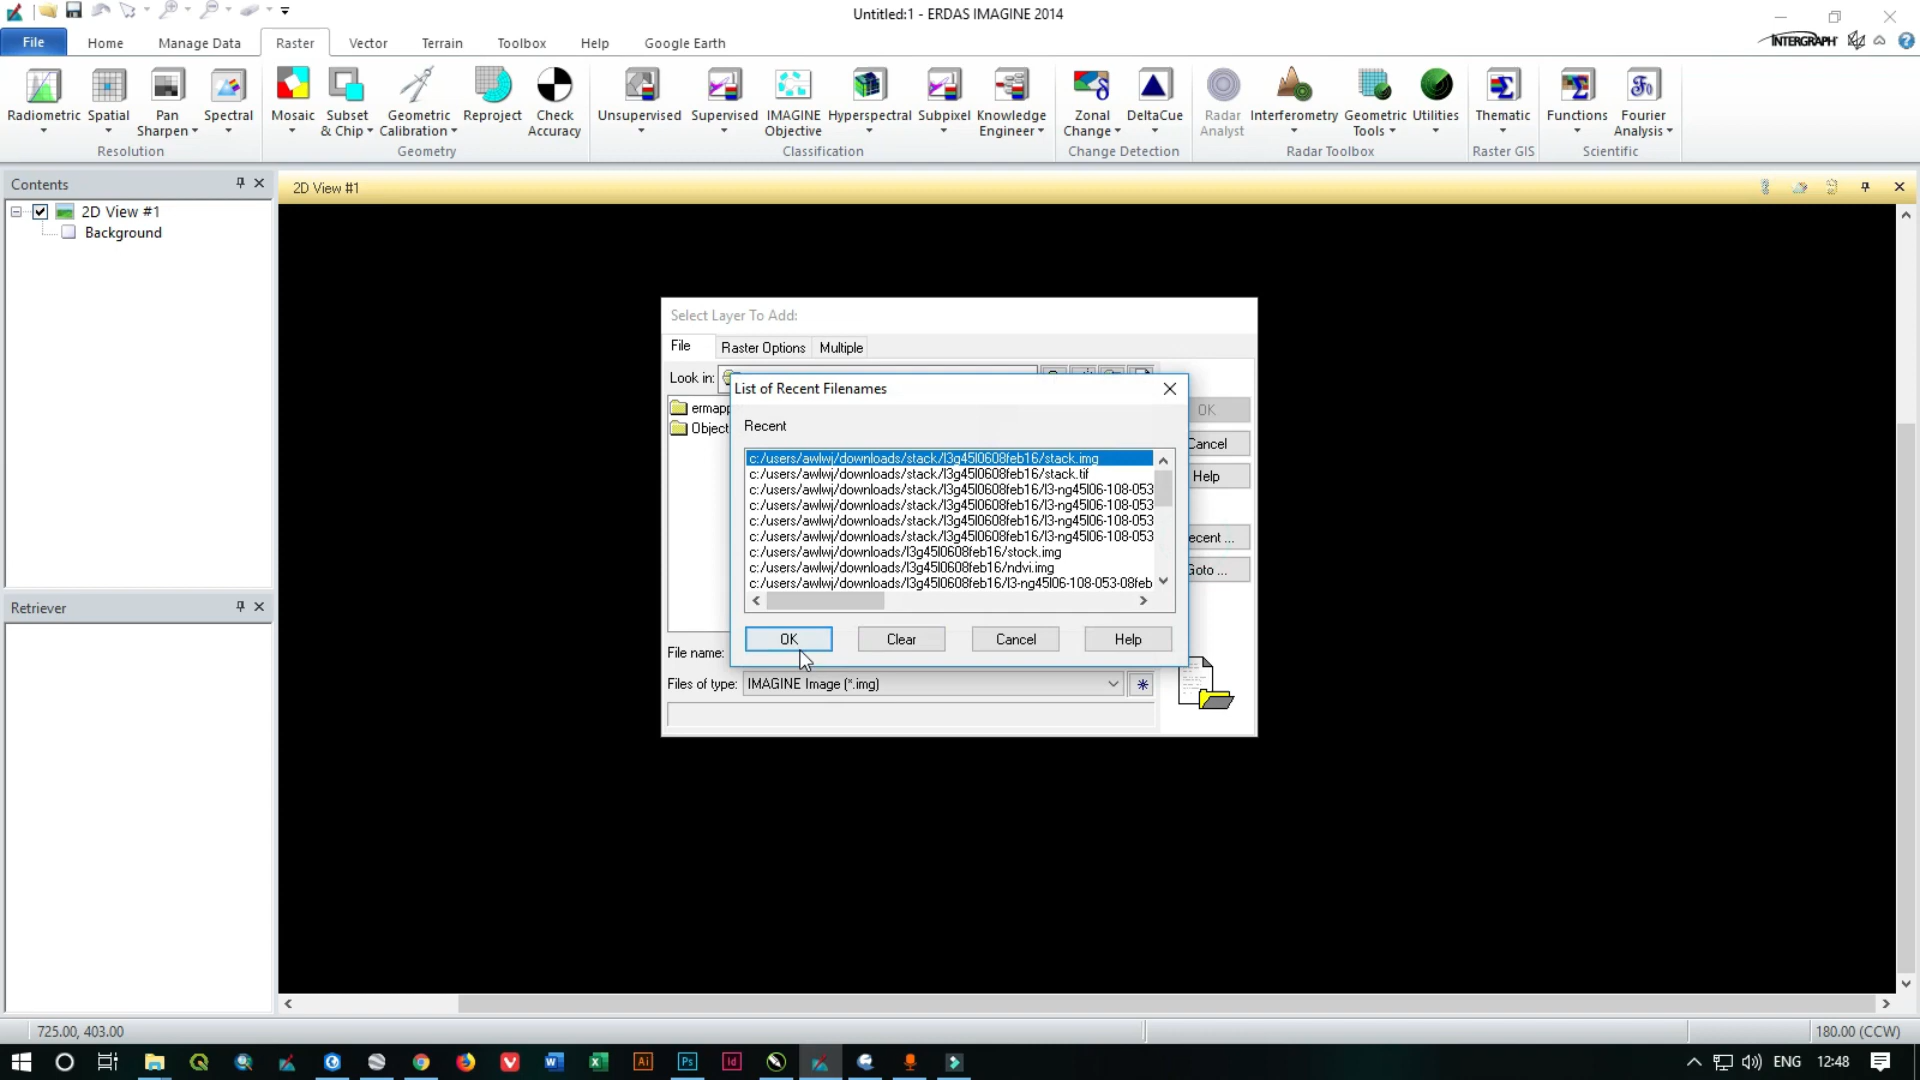 Untitled:1 - ERDAS IMAGINE 2014
File Home Manage Data Raster Vector Terrain Toolbox Help Google Earth
INTERGRAPH
Radiometric Spatial Pan Sharpen Spectral
Resolution
Mosaic Subset & Chip Geometric Calibration Reproject Check Accuracy
Geometry
Unsupervised Supervised IMAGINE Objective Hyperspectral Subpixel Knowledge Engineer
Classification
Zonal Change DeltaCue
Change Detection
Radar Analyst Interferometry Geometric Tools Utilities
Radar Toolbox
Thematic
Raster GIS
Functions Fourier Analysis
Scientific
Contents
2D View #1
Background
Retriever
2D View #1
Select Layer To Add:
File Raster Options Multiple
Look in:
ermapp
Object
OK
Cancel
Help
ecent ...
Goto ...
List of Recent Filenames
Recent
c:/users/awlwj/downloads/stack/l3g45l0608feb16/stack.img
c:/users/awlwj/downloads/stack/l3g45l0608feb16/stack.tif
c:/users/awlwj/downloads/stack/l3g45l0608feb16/l3-ng45l06-108-053
c:/users/awlwj/downloads/stack/l3g45l0608feb16/l3-ng45l06-108-053
c:/users/awlwj/downloads/stack/l3g45l0608feb16/l3-ng45l06-108-053
c:/users/awlwj/downloads/stack/l3g45l0608feb16/l3-ng45l06-108-053
c:/users/awlwj/downloads/l3g45l0608feb16/stock.img
c:/users/awlwj/downloads/l3g45l0608feb16/ndvi.img
c:/users/awlwj/downloads/l3g45l0608feb16/l3-ng45l06-108-053-08feb
OK Clear Cancel Help
File name:
Files of type: IMAGINE Image (*.img)
725.00, 403.00
180.00 (CCW)
Ai Ps Id
ENG 12:48